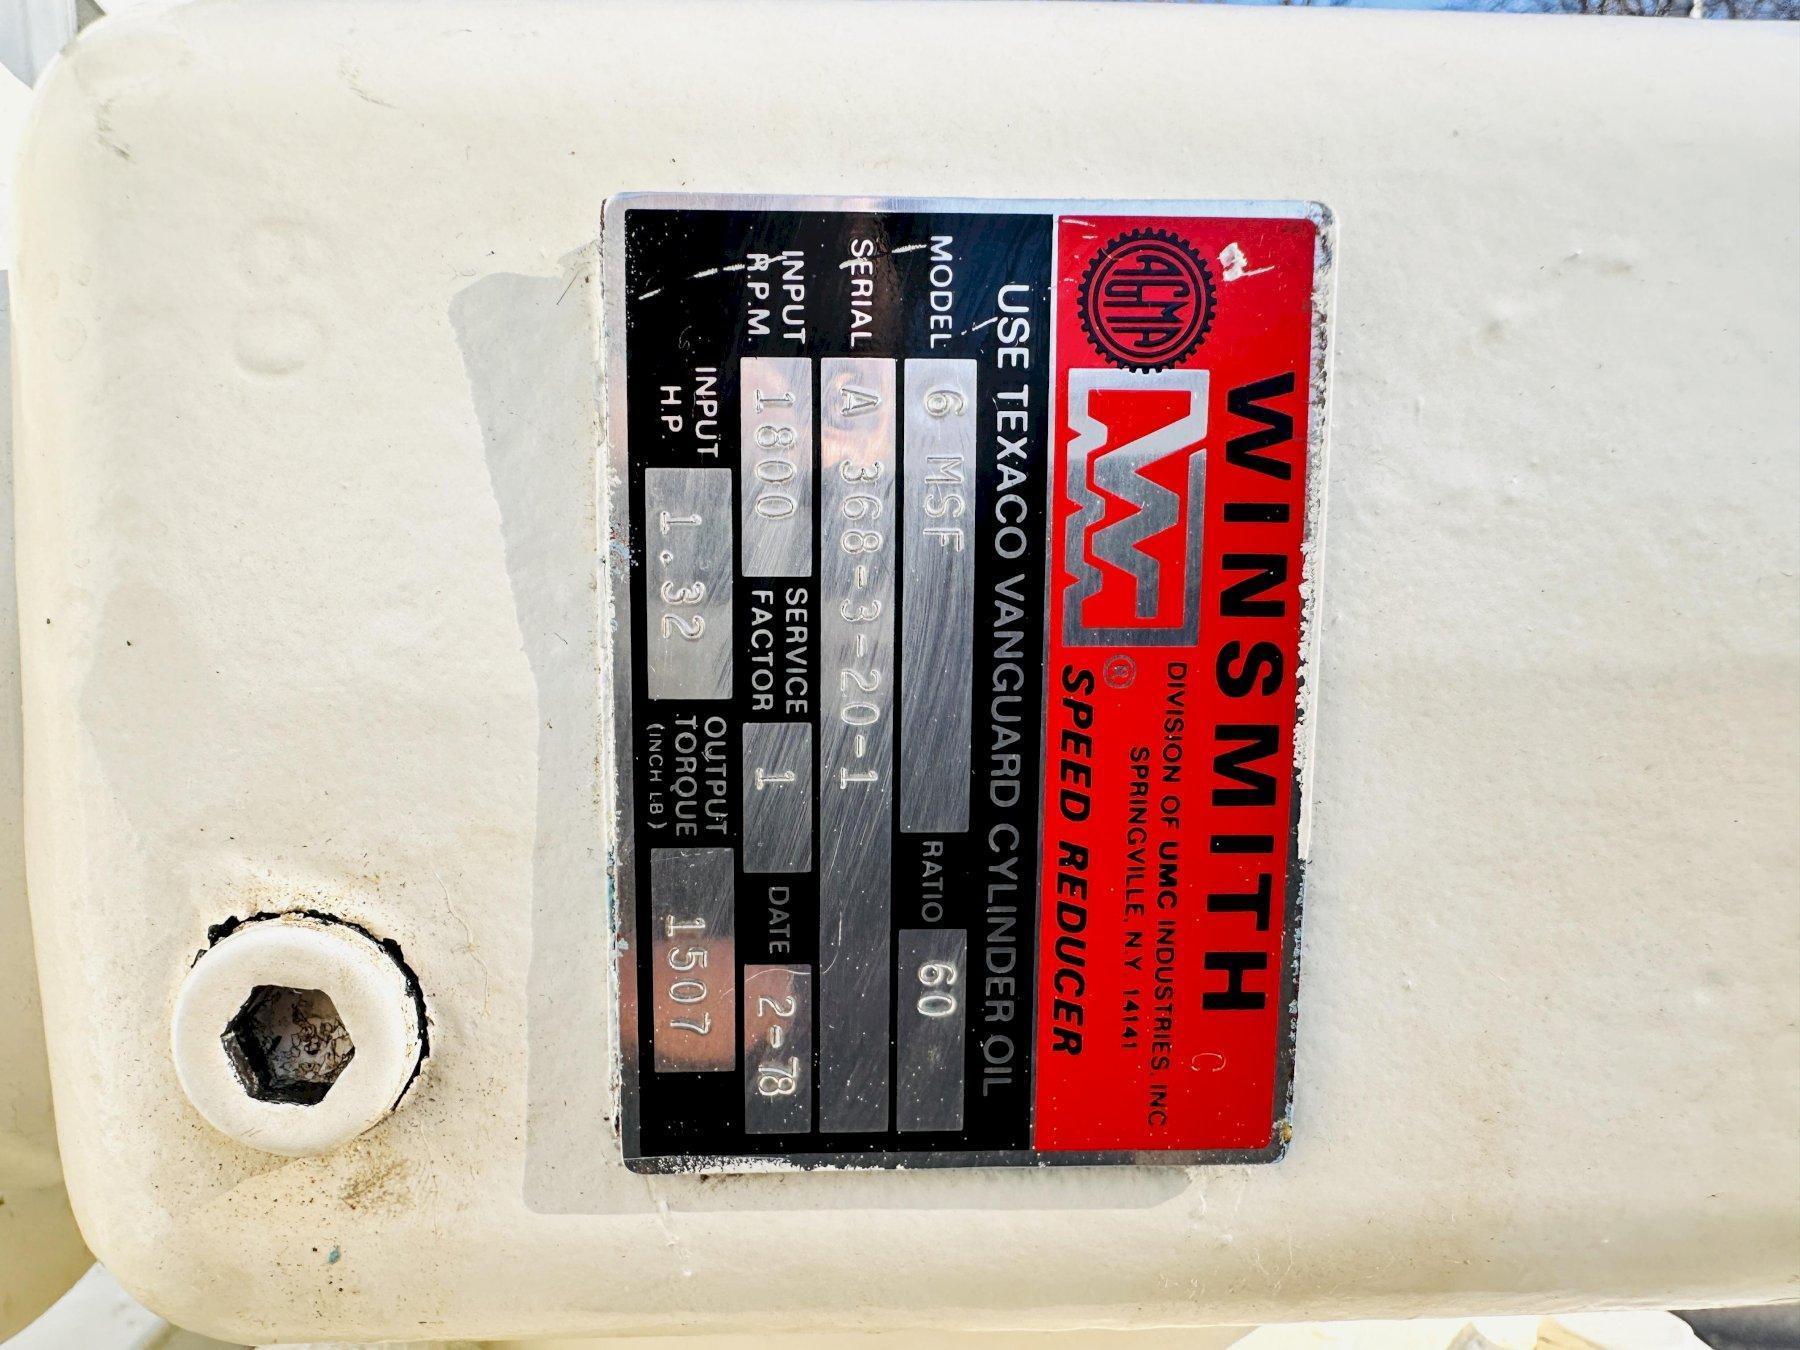 WINSMITH
AGMA
DIVISION OF UMC INDUSTRIES, INC
SPRINGVILLE, N.Y. 14141
C
® SPEED REDUCER
USE TEXACO VANGUARD CYLINDER OIL
MODEL 6 MSF RATIO 60
SERIAL A 368-3-20-1
INPUT R.P.M. 1800 SERVICE FACTOR 1 DATE 2-78
INPUT H.P. 1.32 OUTPUT TORQUE (INCH LB) 1507